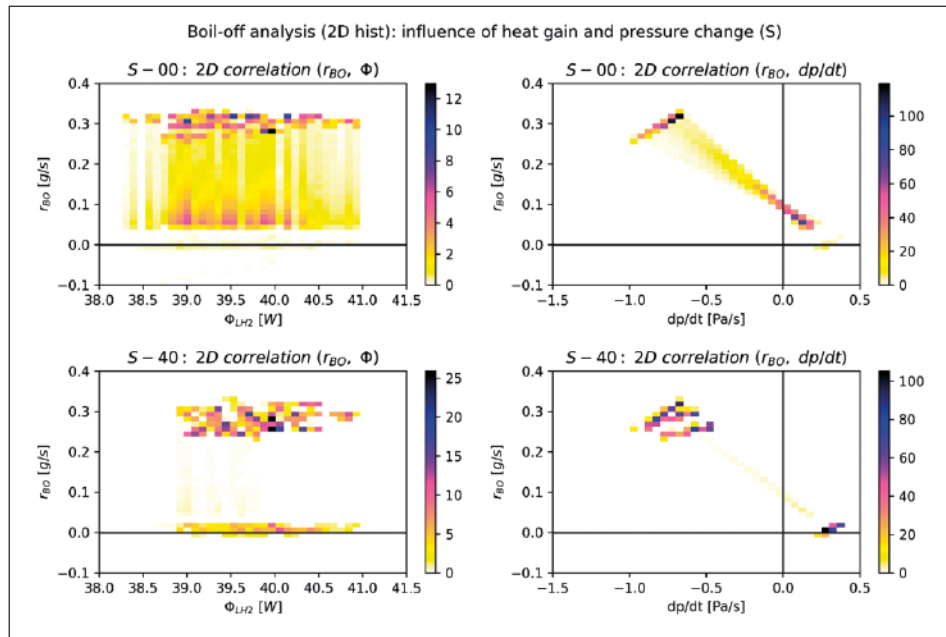 Boil-off analysis (2D hist): influence of heat gain and pressure change (S)
S − 00 : 2D correlation (r_BO, Φ)
0.4
0.3
0.2
0.1
0.0
−0.1
r_BO [g/s]
38.0 38.5 39.0 39.5 40.0 40.5 41.0 41.5
Φ_LH2 [W]
12
10
8
6
4
2
0
S − 00 : 2D correlation (r_BO, dp/dt)
0.4
0.3
0.2
0.1
0.0
−0.1
r_BO [g/s]
−1.5 −1.0 −0.5 0.0 0.5
dp/dt [Pa/s]
100
80
60
40
20
0
S − 40 : 2D correlation (r_BO, Φ)
0.4
0.3
0.2
0.1
0.0
−0.1
r_BO [g/s]
38.0 38.5 39.0 39.5 40.0 40.5 41.0 41.5
Φ_LH2 [W]
25
20
15
10
5
0
S − 40 : 2D correlation (r_BO, dp/dt)
0.4
0.3
0.2
0.1
0.0
−0.1
r_BO [g/s]
−1.5 −1.0 −0.5 0.0 0.5
dp/dt [Pa/s]
100
80
60
40
20
0